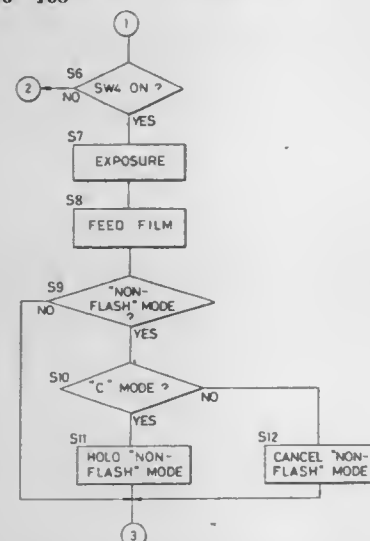 1
S6
SW4 ON ?
2
NO
YES
S7
EXPOSURE
S8
FEED FILM
S9
"NON-
FLASH" MODE
?
NO
YES
S10
"C" MODE ?
NO
YES
S11
HOLO "NON-
FLASH" MODE
S12
CANCEL "NON-
FLASH" MODE
3